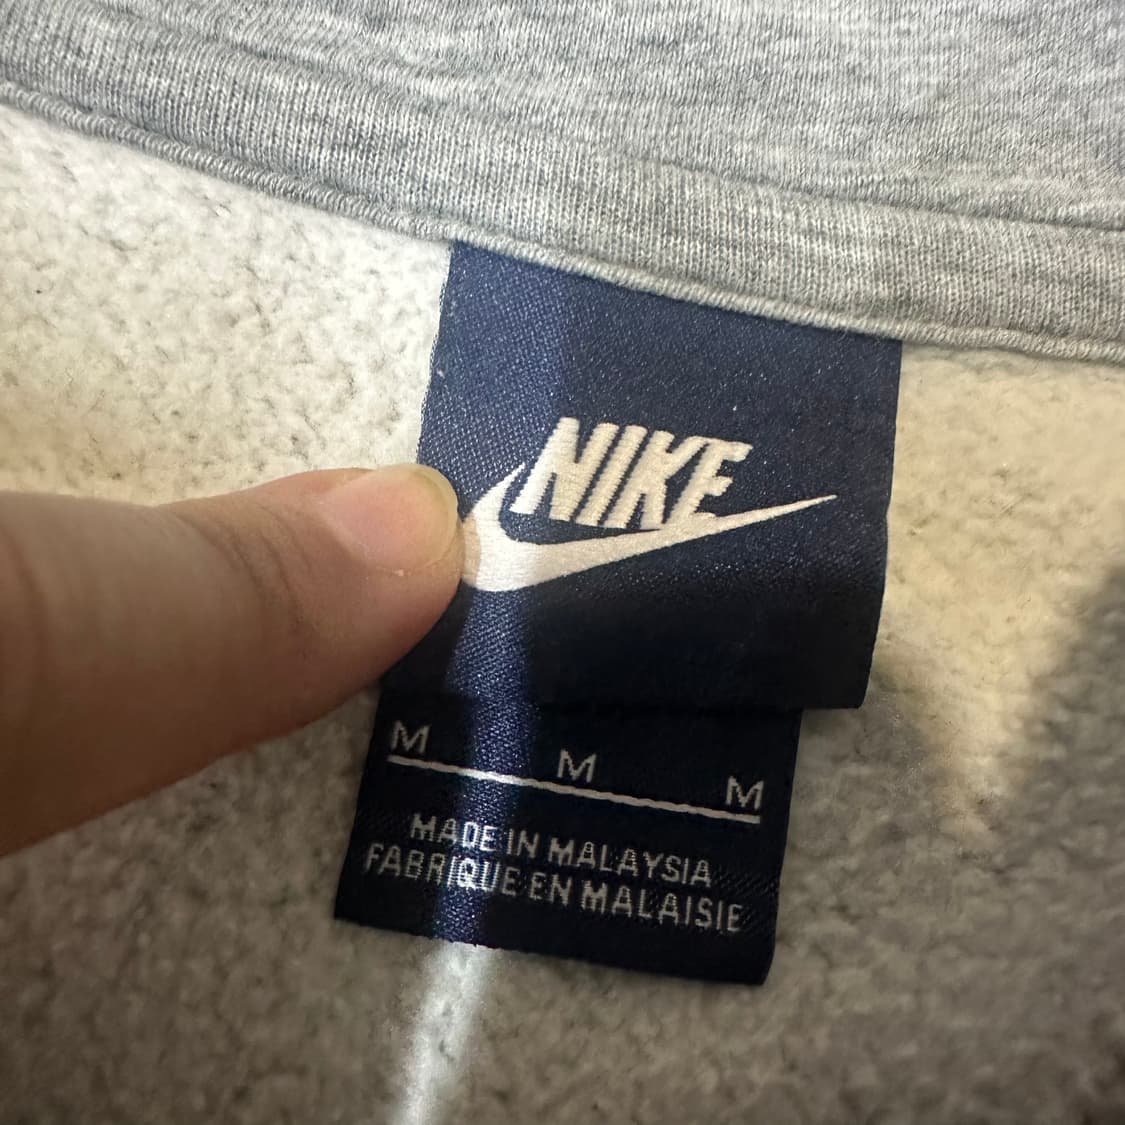 NIKE
M M M
MADE IN MALAYSIA
FABRIQUE EN MALAISIE